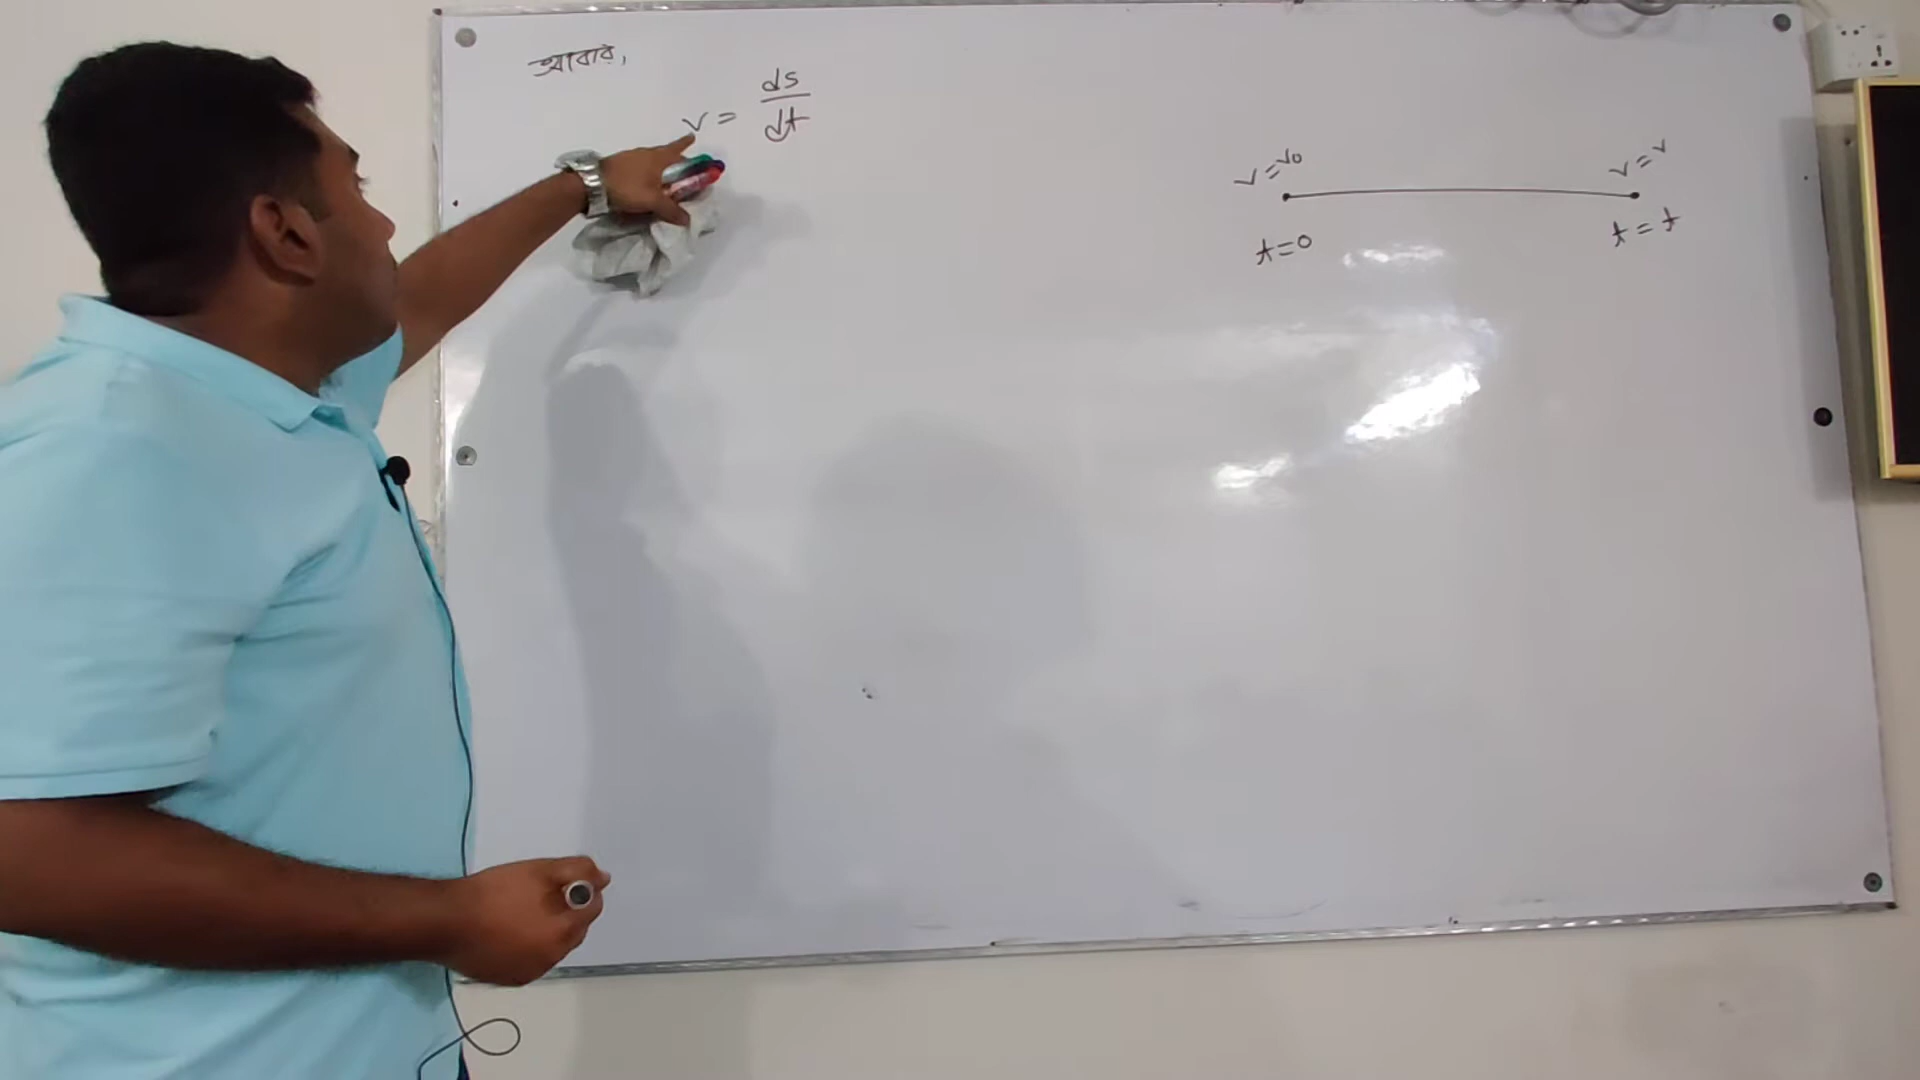 আবার,
v = ds/dt
v = v₀
v = v
t = 0
t = t